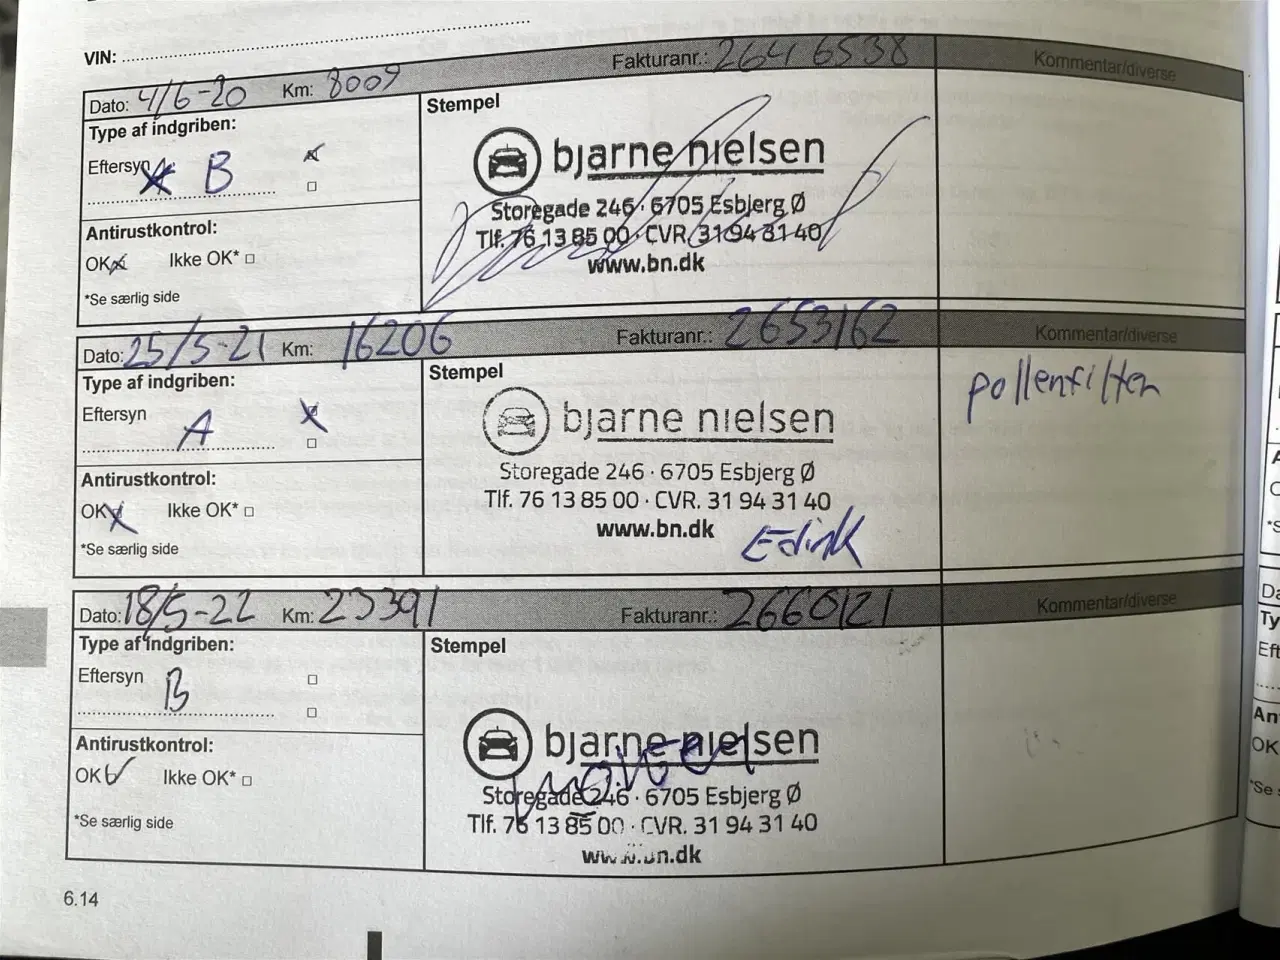 VIN:
Dato: 4/6-20 Km: 8009 Fakturanr.: 2646538 Kommentar/diverse
Type af indgriben:
Eftersyn B
Stempel
bjarne nielsen
Storegade 246 · 6705 Esbjerg Ø
Tlf. 76 13 85 00 · CVR. 31 94 31 40
www.bn.dk
Antirustkontrol:
OK Ikke OK*
*Se særlig side
Dato: 25/5-21 Km: 16206 Fakturanr.: 2653162 Kommentar/diverse
Type af indgriben:
Eftersyn A
Stempel
bjarne nielsen
Storegade 246 · 6705 Esbjerg Ø
Tlf. 76 13 85 00 · CVR. 31 94 31 40
www.bn.dk
pollenfilter
Antirustkontrol:
OK Ikke OK*
*Se særlig side
Dato: 18/5-22 Km: 23391 Fakturanr.: 2660121 Kommentar/diverse
Type af indgriben:
Eftersyn B
Stempel
bjarne nielsen
Storegade 246 · 6705 Esbjerg Ø
Tlf. 76 13 85 00 · CVR. 31 94 31 40
www.bn.dk
Antirustkontrol:
OK Ikke OK*
*Se særlig side
6.14